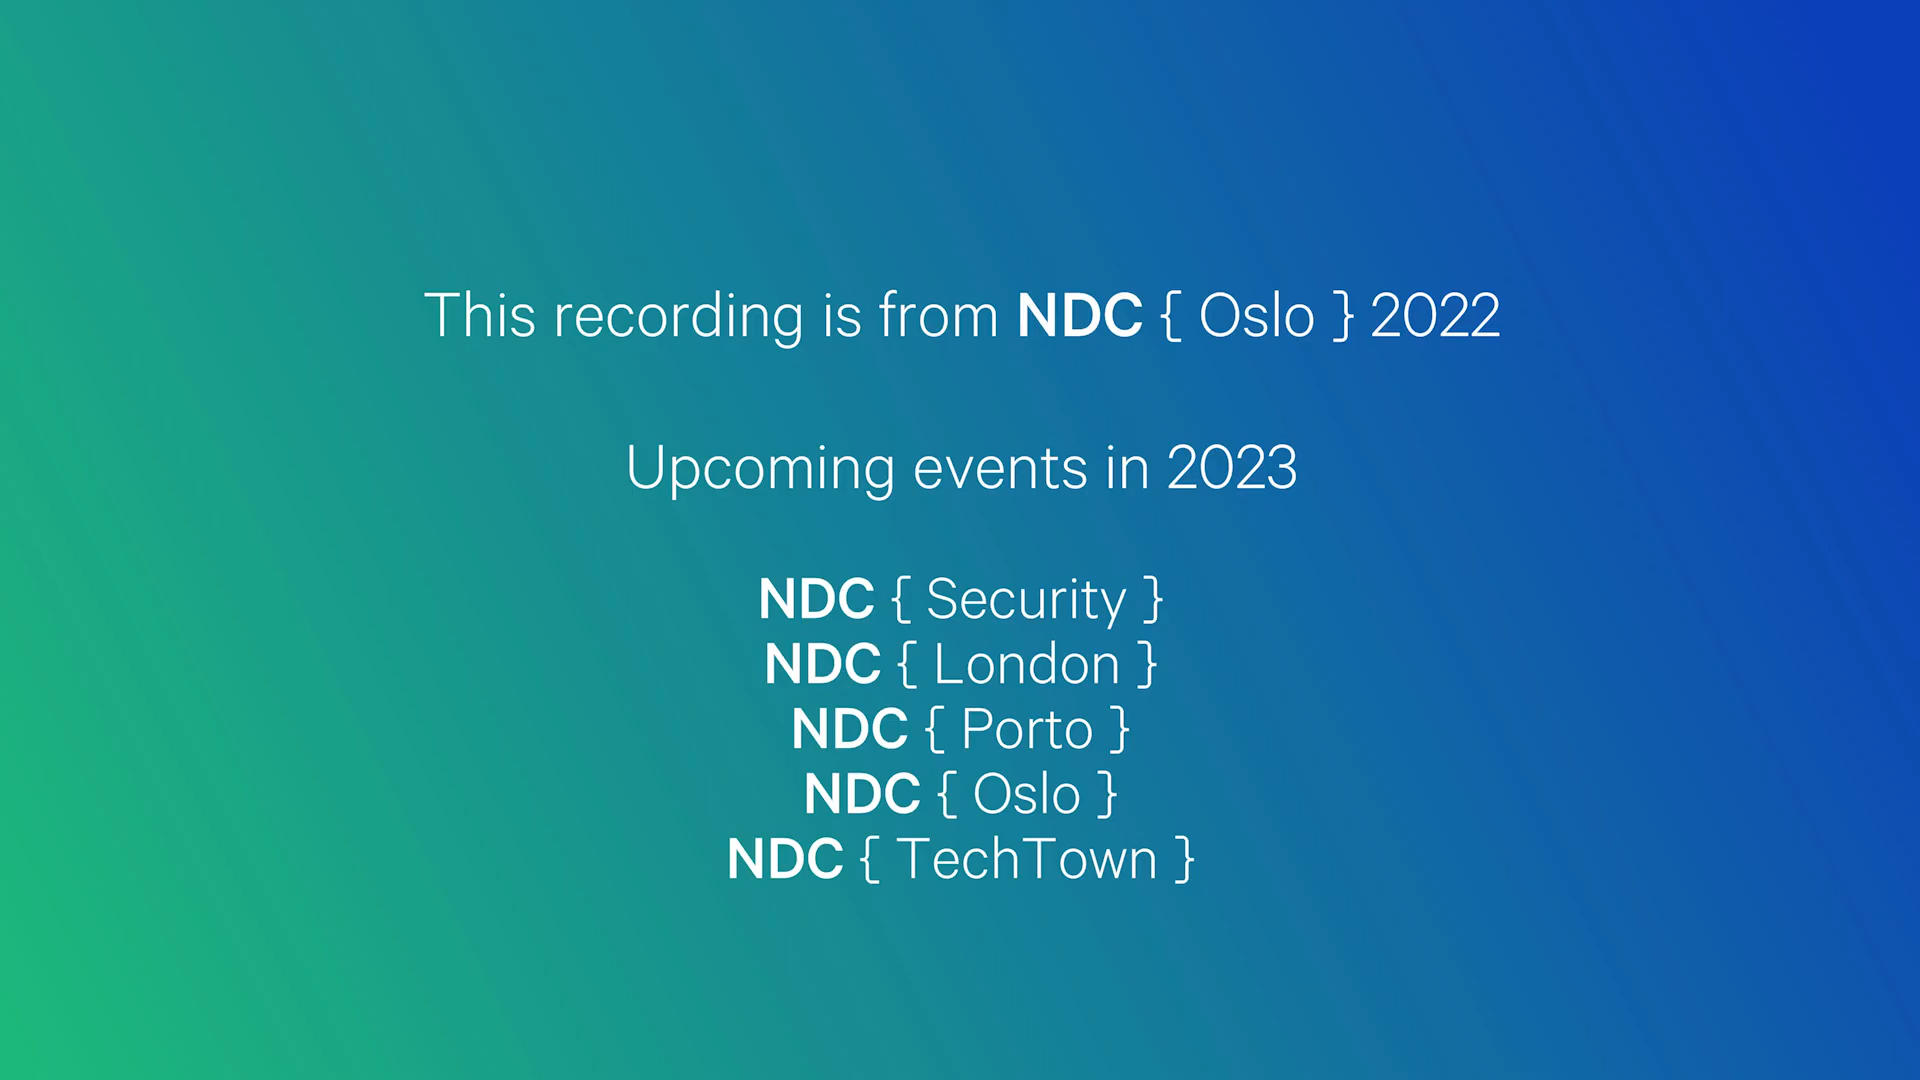 This recording is from NDC { Oslo } 2022
Upcoming events in 2023
NDC { Security }
NDC { London }
NDC { Porto }
NDC { Oslo }
NDC { TechTown }